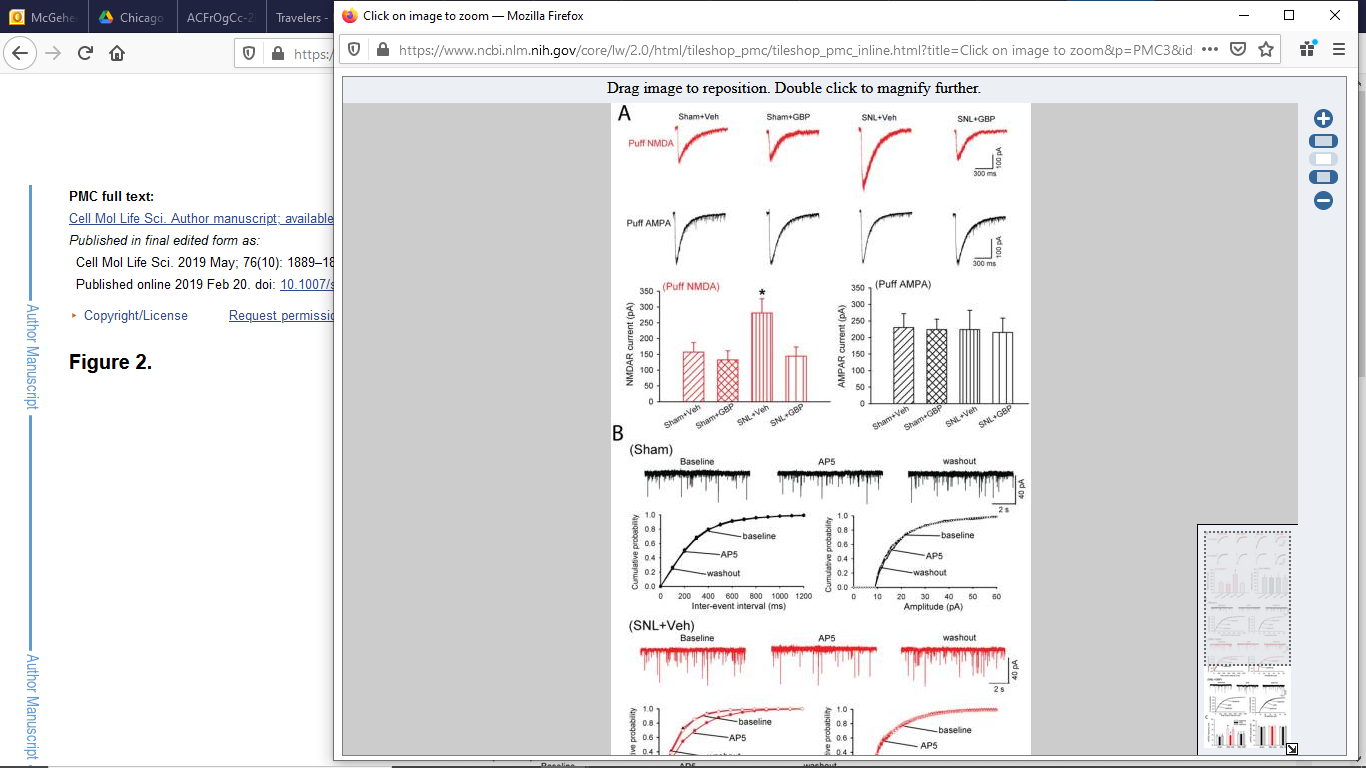 McGehe
Chicago
ACFrOgCc-2
Travelers -
Click on image to zoom — Mozilla Firefox
https:/
https://www.ncbi.nlm.nih.gov/core/lw/2.0/html/tileshop_pmc/tileshop_pmc_inline.html?title=Click on image to zoom&p=PMC3&id
Drag image to reposition. Double click to magnify further.
PMC full text:
Cell Mol Life Sci. Author manuscript; available
Published in final edited form as:
Cell Mol Life Sci. 2019 May; 76(10): 1889–18
Published online 2019 Feb 20. doi: 10.1007/s
Copyright/License
Request permissio
Figure 2.
Author Manuscript
Author Manuscript
A
Sham+Veh
Sham+GBP
SNL+Veh
SNL+GBP
Puff NMDA
100 pA
300 ms
Puff AMPA
100 pA
300 ms
(Puff NMDA)
*
NMDAR current (pA)
350
300
250
200
150
100
50
0
Sham+Veh
Sham+GBP
SNL+Veh
SNL+GBP
(Puff AMPA)
AMPAR current (pA)
350
300
250
200
150
100
50
0
Sham+Veh
Sham+GBP
SNL+Veh
SNL+GBP
B
(Sham)
Baseline
AP5
washout
40 pA
2 s
Cumulative probability
1.0
0.8
0.6
0.4
0.2
0.0
baseline
AP5
washout
0 200 400 600 800 1000 1200
Inter-event interval (ms)
Cumulative probability
1.0
0.8
0.6
0.4
0.2
0.0
baseline
AP5
washout
0 10 20 30 40 50 60
Amplitude (pA)
(SNL+Veh)
Baseline
AP5
washout
40 pA
2 s
probability
1.0
0.8
0.6
0.4
baseline
AP5
washout
probability
1.0
0.8
0.6
0.4
baseline
AP5
Baseline
AP5
washout